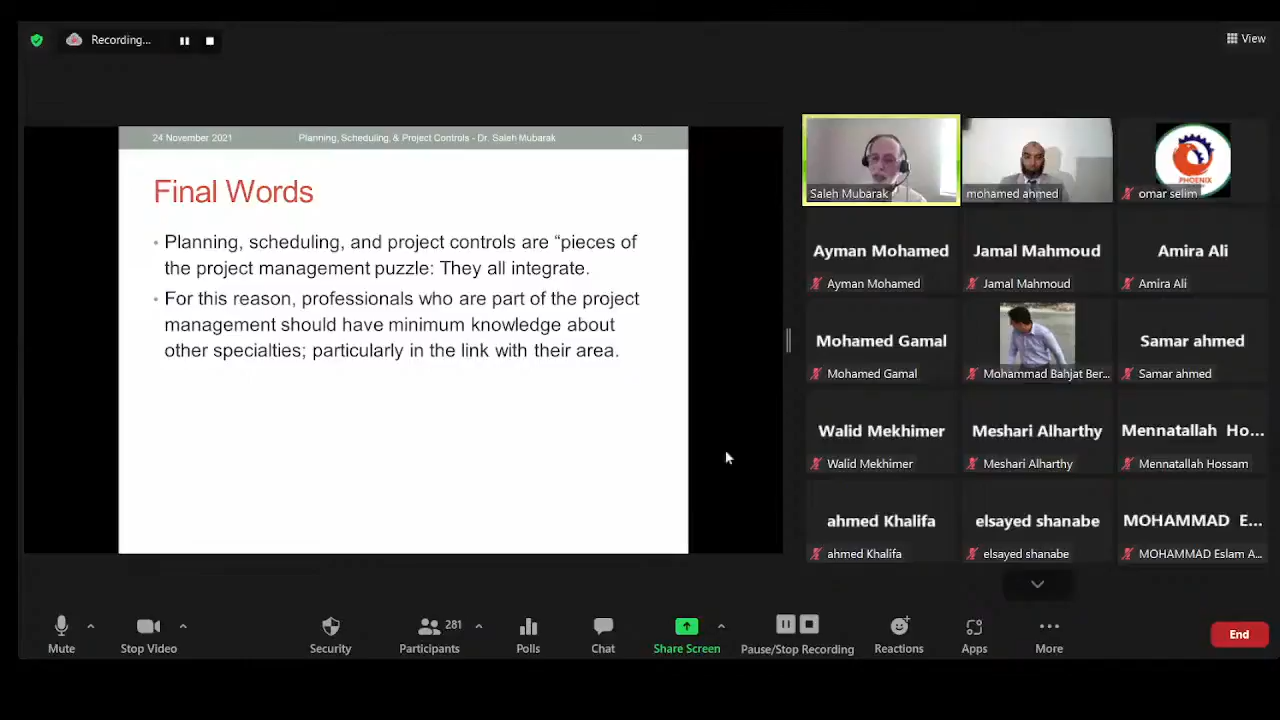 Recording...
View
24 November 2021 Planning, Scheduling, & Project Controls - Dr. Saleh Mubarak 43
Final Words
• Planning, scheduling, and project controls are “pieces of
the project management puzzle: They all integrate.
• For this reason, professionals who are part of the project
management should have minimum knowledge about
other specialties; particularly in the link with their area.
Saleh Mubarak
mohamed ahmed
PHOENIX
omar selim
Ayman Mohamed
Ayman Mohamed
Jamal Mahmoud
Jamal Mahmoud
Amira Ali
Amira Ali
Mohamed Gamal
Mohamed Gamal
Mohammad Bahjat Ber...
Samar ahmed
Samar ahmed
Walid Mekhimer
Walid Mekhimer
Meshari Alharthy
Meshari Alharthy
Mennatallah Ho...
Mennatallah Hossam
ahmed Khalifa
ahmed Khalifa
elsayed shanabe
elsayed shanabe
MOHAMMAD E...
MOHAMMAD Eslam A...
Mute
Stop Video
Security
281
Participants
Polls
Chat
Share Screen
Pause/Stop Recording
Reactions
Apps
More
End